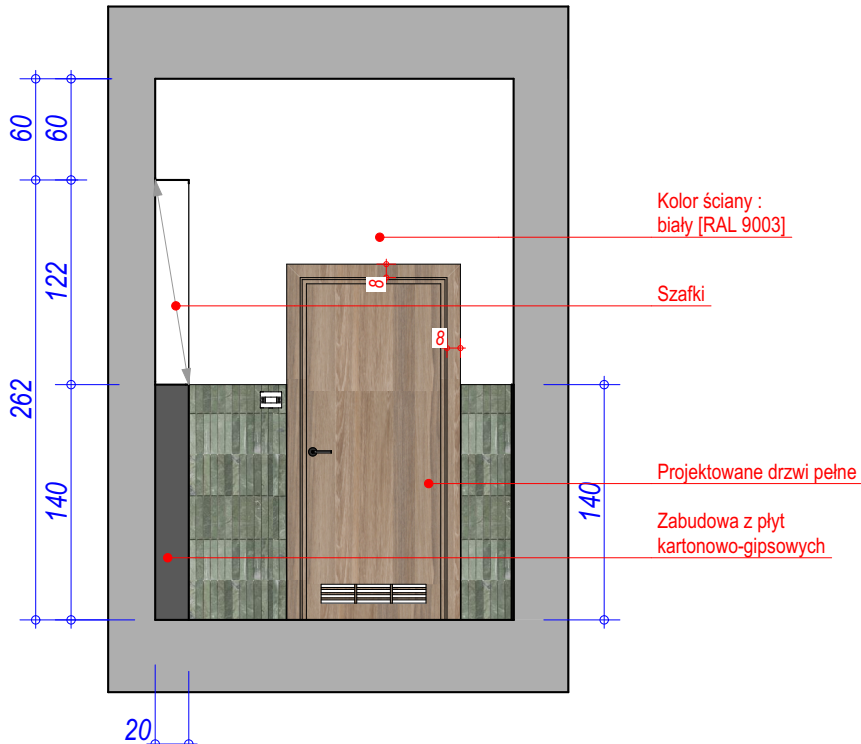 60
60
122
262
140
20
8
8
140
Kolor ściany :
biały [RAL 9003]
Szafki
Projektowane drzwi pełne
Zabudowa z płyt
kartonowo-gipsowych